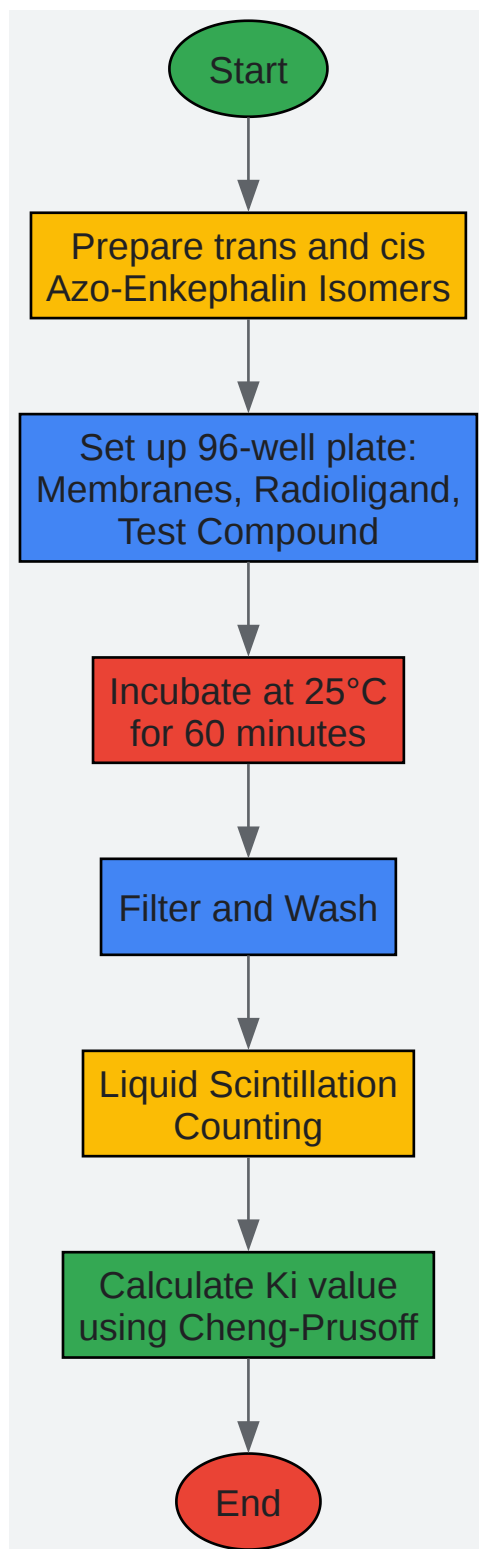 Start
Prepare trans and cis
Azo-Enkephalin Isomers
Set up 96-well plate:
Membranes, Radioligand,
Test Compound
Incubate at 25°C
for 60 minutes
Filter and Wash
Liquid Scintillation
Counting
Calculate Ki value
using Cheng-Prusoff
End